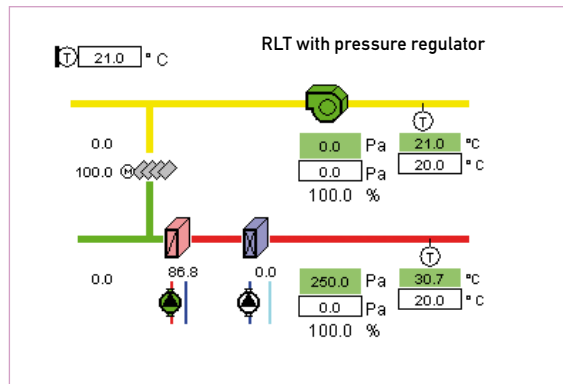 RLT with pressure regulator
T 21.0 ° C
T
0.0 0.0 Pa 21.0 °C
100.0 M 0.0 Pa 20.0 ° C
100.0 %
T
0.0 86.8 0.0 250.0 Pa 30.7 °C
0.0 Pa 20.0 ° C
100.0 %